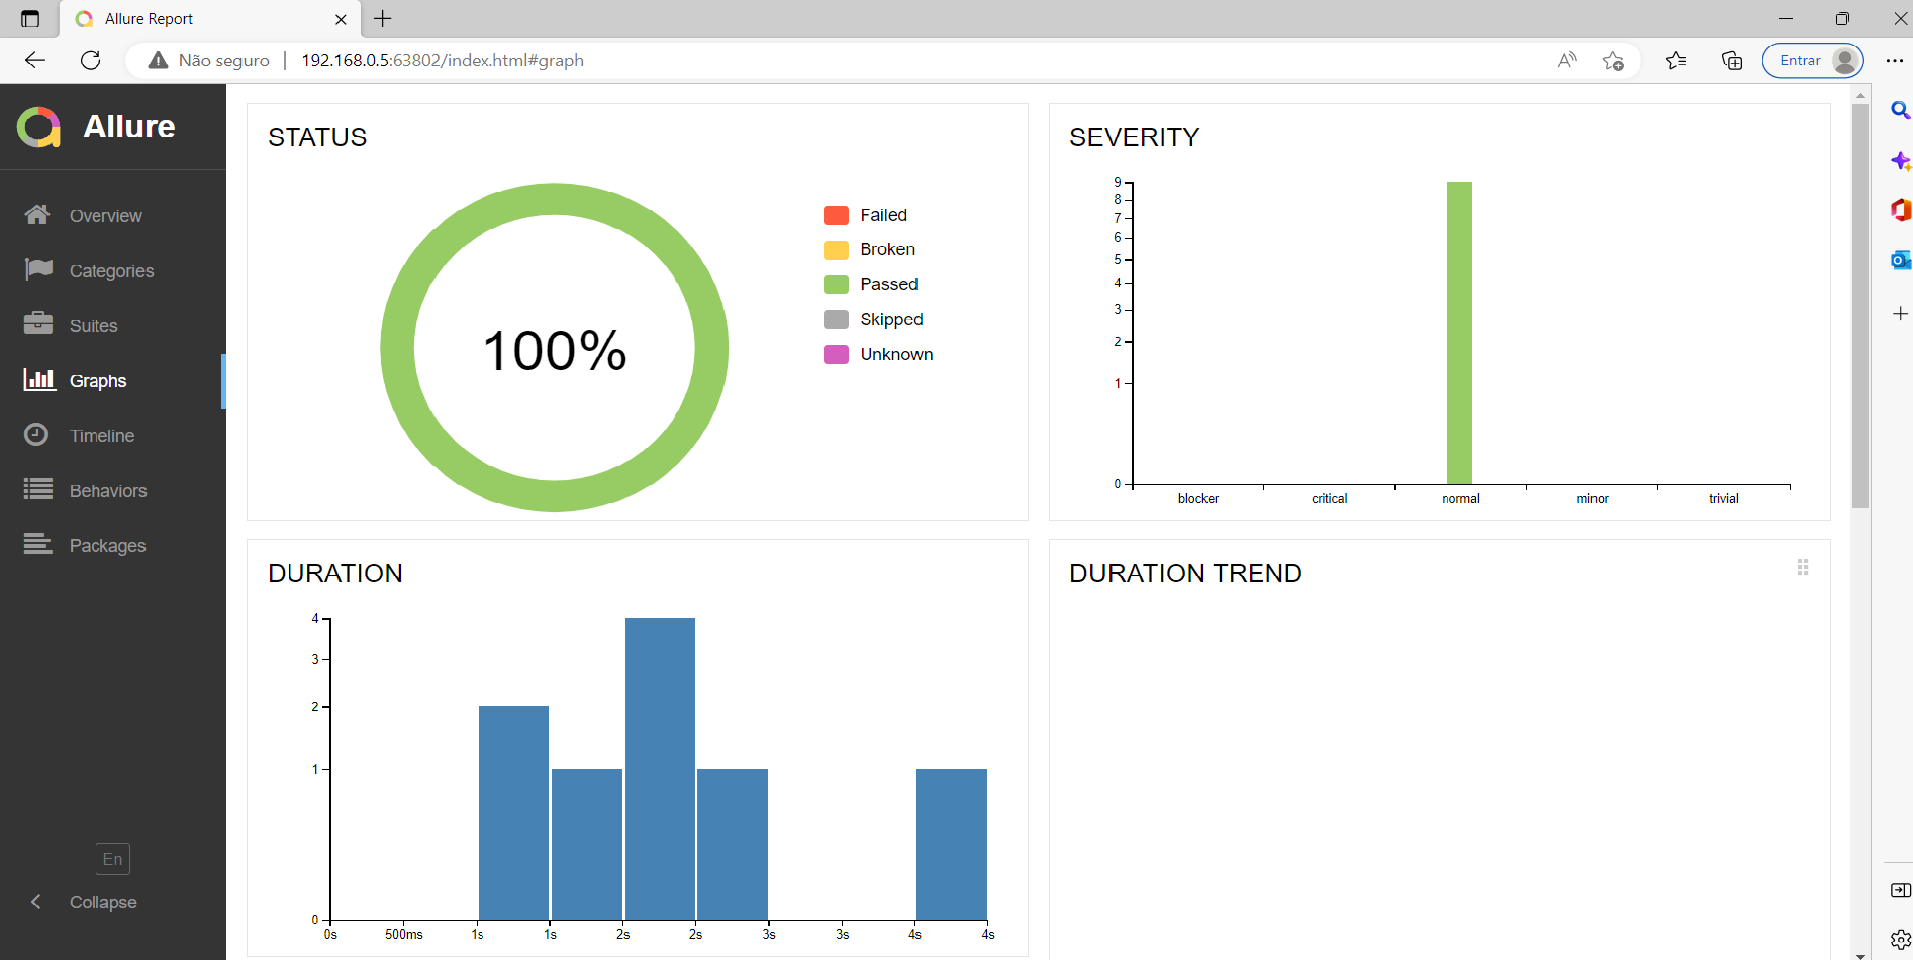 Allure Report
Não seguro
192.168.0.5:63802/index.html#graph
Entrar
Allure
Overview
Categories
Suites
Graphs
Timeline
Behaviors
Packages
En
Collapse
STATUS
100%
Failed
Broken
Passed
Skipped
Unknown
SEVERITY
9
8
7
6
5
4
3
2
1
0
blocker critical normal minor trivial
DURATION
4
3
2
1
0
0s 500ms 1s 1s 2s 2s 3s 3s 4s 4s
DURATION TREND